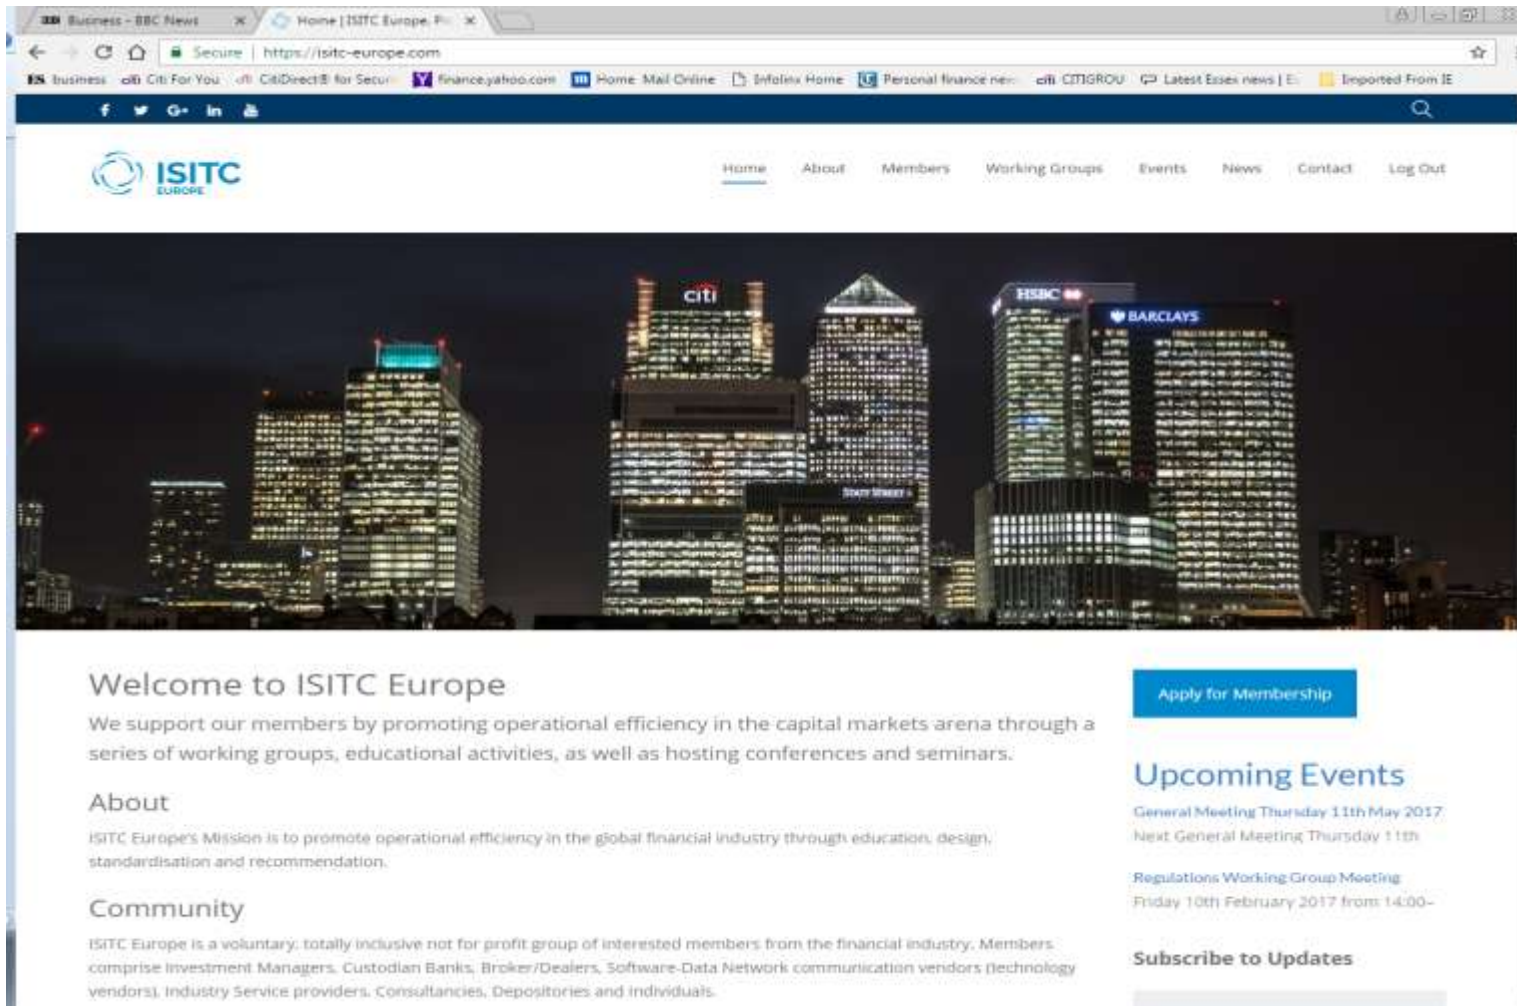 Business - BBC News
Home | ISITC Europe,
Secure | https://isitc-europe.com
ES business
citi Citi For You
CitiDirect® for Secur
finance.yahoo.com
m Home Mail Online
Infolinx Home
Personal finance new
citi CITIGROU
Latest Essex news | E
Imported From IE
f
G+
in
ISITC
EUROPE
Home About Members Working Groups Events News Contact Log Out
citi
HSBC
BARCLAYS
STATE STREET
Welcome to ISITC Europe
We support our members by promoting operational efficiency in the capital markets arena through a
series of working groups, educational activities, as well as hosting conferences and seminars.
About
ISITC Europe's Mission is to promote operational efficiency in the global financial industry through education, design,
standardisation and recommendation.
Community
ISITC Europe is a voluntary, totally inclusive not for profit group of interested members from the financial industry. Members
comprise Investment Managers, Custodian Banks, Broker/Dealers, Software-Data Network communication vendors (technology
vendors), Industry Service providers, Consultancies, Depositories and Individuals.
Apply for Membership
Upcoming Events
General Meeting Thursday 11th May 2017
Next General Meeting Thursday 11th
Regulations Working Group Meeting
Friday 10th February 2017 from 14:00–
Subscribe to Updates